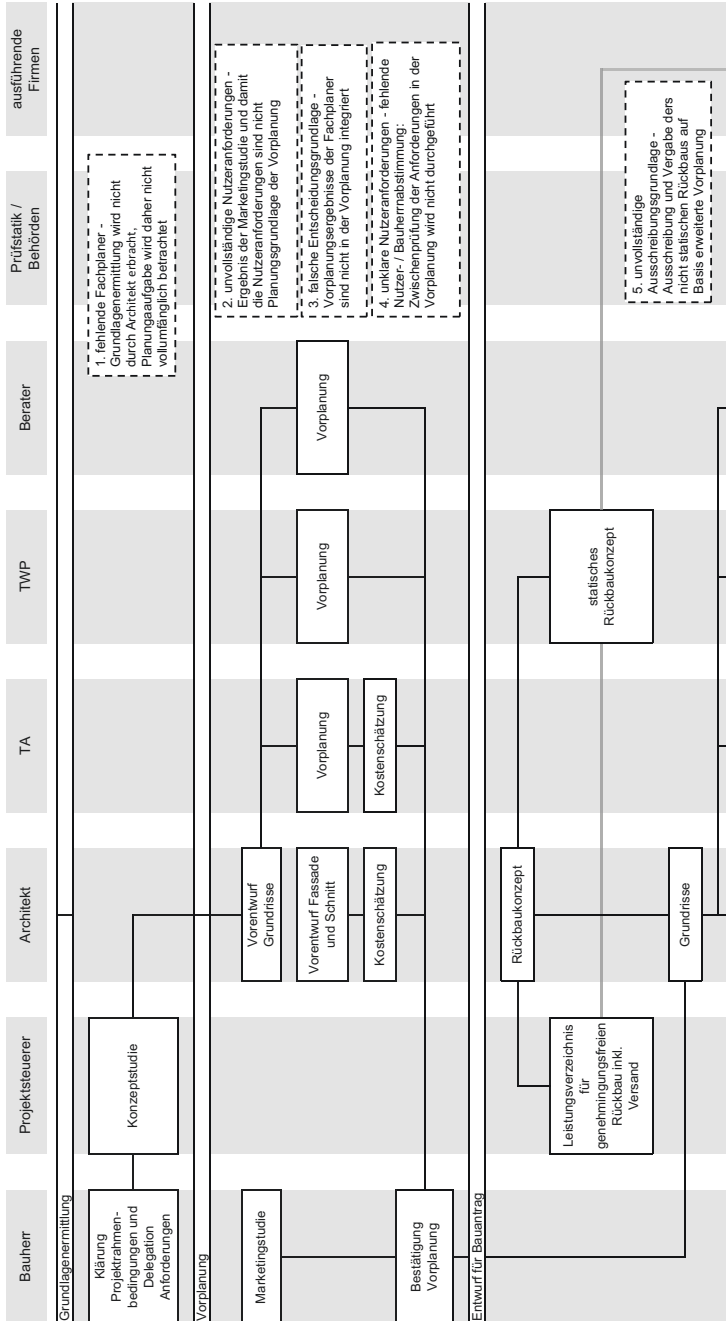 Bauherr
Projektsteuerer
Architekt
TA
TWP
Berater
Prüfstatik /
Behörden
ausführende
Firmen
Grundlagenermittlung
Klärung
Projektrahmen-
bedingungen und
Delegation
Anforderungen
Konzeptstudie
1. fehlende Fachplaner -
Grundlagenermittlung wird nicht
durch Architekt erbracht,
Planungaaufgabe wird daher nicht
vollumfänglich betrachtet
Vorplanung
Marketingstudie
Vorentwurf
Grundrisse
2. unvollständige Nutzeranforderungen -
Ergebnis der Marketingstudie und damit
die Nutzeranforderungen sind nicht
Planungsgrundlage der Vorplanung
Vorentwurf Fassade
und Schnitt
Vorplanung
Vorplanung
Vorplanung
3. falsche Entscheidungsgrundlage -
Vorplanungsergebnisse der Fachplaner
sind nicht in der Vorplanung integriert
Kostenschätzung
Kostenschätzung
4. unklare Nutzeranforderungen - fehlende
Nutzer- / Bauherrnabstimmung:
Zwischenprüfung der Anforderungen in der
Vorplanung wird nicht durchgeführt
Bestätigung
Vorplanung
Entwurf für Bauantrag
Rückbaukonzept
Leistungsverzeichnis
für
genehmingungsfreien
Rückbau inkl.
Versand
statisches
Rückbaukonzept
5. unvollständige
Ausschreibungsgrundlage -
Ausschreibung und Vergabe ders
nicht statischen Rückbaus auf
Basis erweiterte Vorplanung
Grundrisse